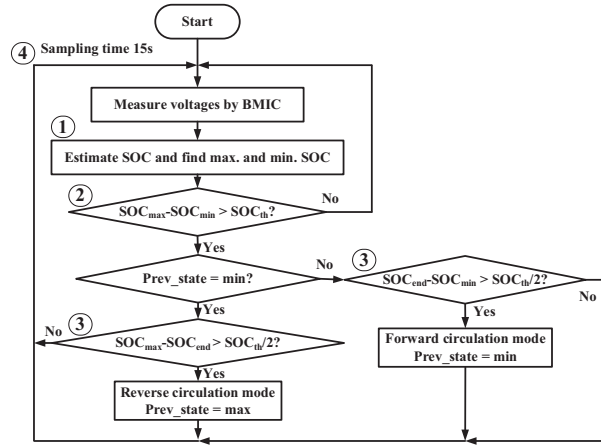 Start
④ Sampling time 15s
Measure voltages by BMIC
①
Estimate SOC and find max. and min. SOC
②
No
SOCmax-SOCmin > SOCth?
Yes
Prev_state = min?
No
③
SOCend-SOCmin > SOCth/2?
Yes
No
③
No
SOCmax-SOCend > SOCth/2?
Yes
Forward circulation mode
Prev_state = min
Yes
Reverse circulation mode
Prev_state = max